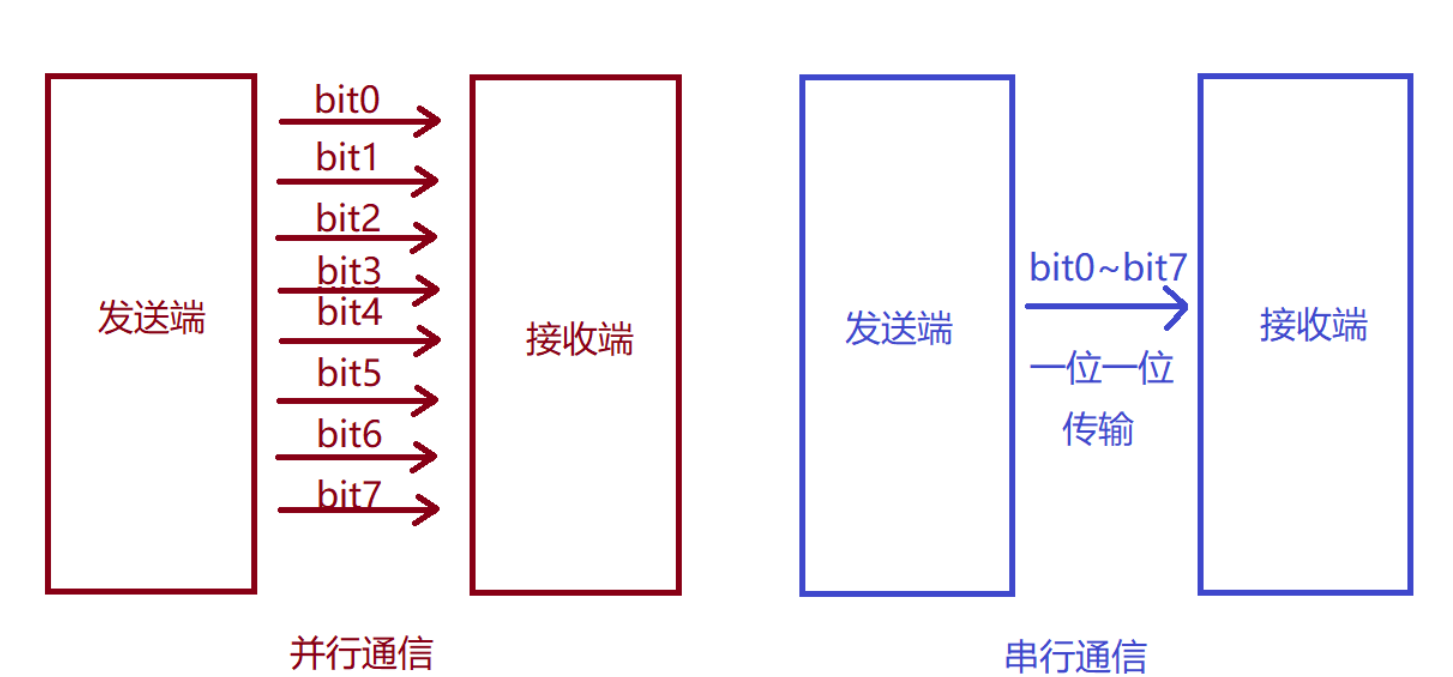 bit0
bit1
bit2
bit3
bit4
bit5
bit6
bit7
发送端
接收端
并行通信
bit0~bit7
一位一位
传输
发送端
接收端
串行通信